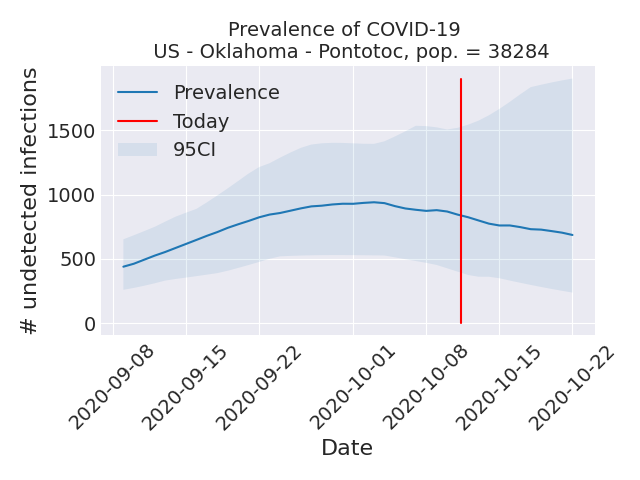 Prevalence of COVID-19
US - Oklahoma - Pontotoc, pop. = 38284
# undetected infections
1500
1000
500
0
Prevalence
Today
95CI
2020-09-08
2020-09-15
2020-09-22
2020-10-01
2020-10-08
2020-10-15
2020-10-22
Date